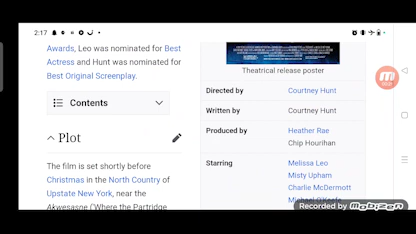 2:17
Awards, Leo was nominated for Best
Actress and Hunt was nominated for
Best Original Screenplay.
Contents
Plot
The film is set shortly before
Christmas in the North Country of
Upstate New York, near the
Akwesasne ('Where the Partridge
Theatrical release poster
Directed by Courtney Hunt
Written by Courtney Hunt
Produced by Heather Rae
Chip Hourihan
Starring Melissa Leo
Misty Upham
Charlie McDermott
Michael O'Keefe
Recorded by Mobizen